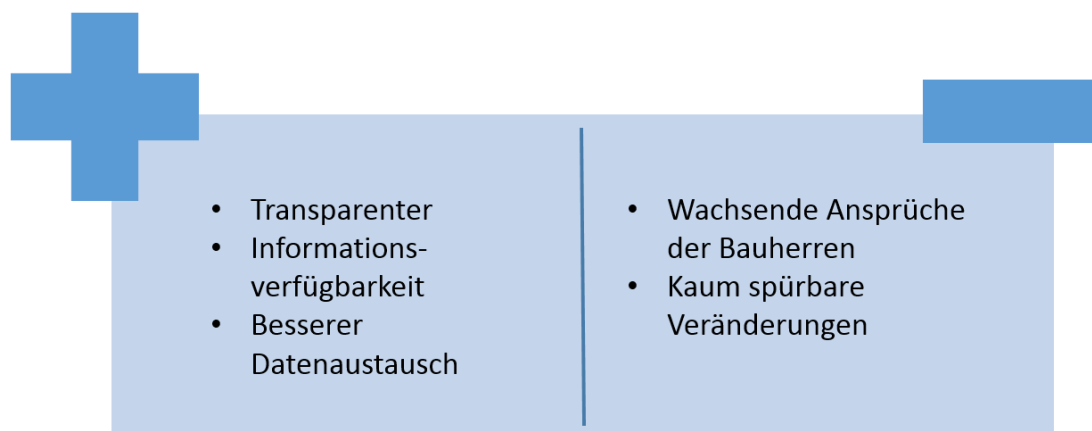 • Transparenter
• Informations-
verfügbarkeit
• Besserer
Datenaustausch
• Wachsende Ansprüche
der Bauherren
• Kaum spürbare
Veränderungen